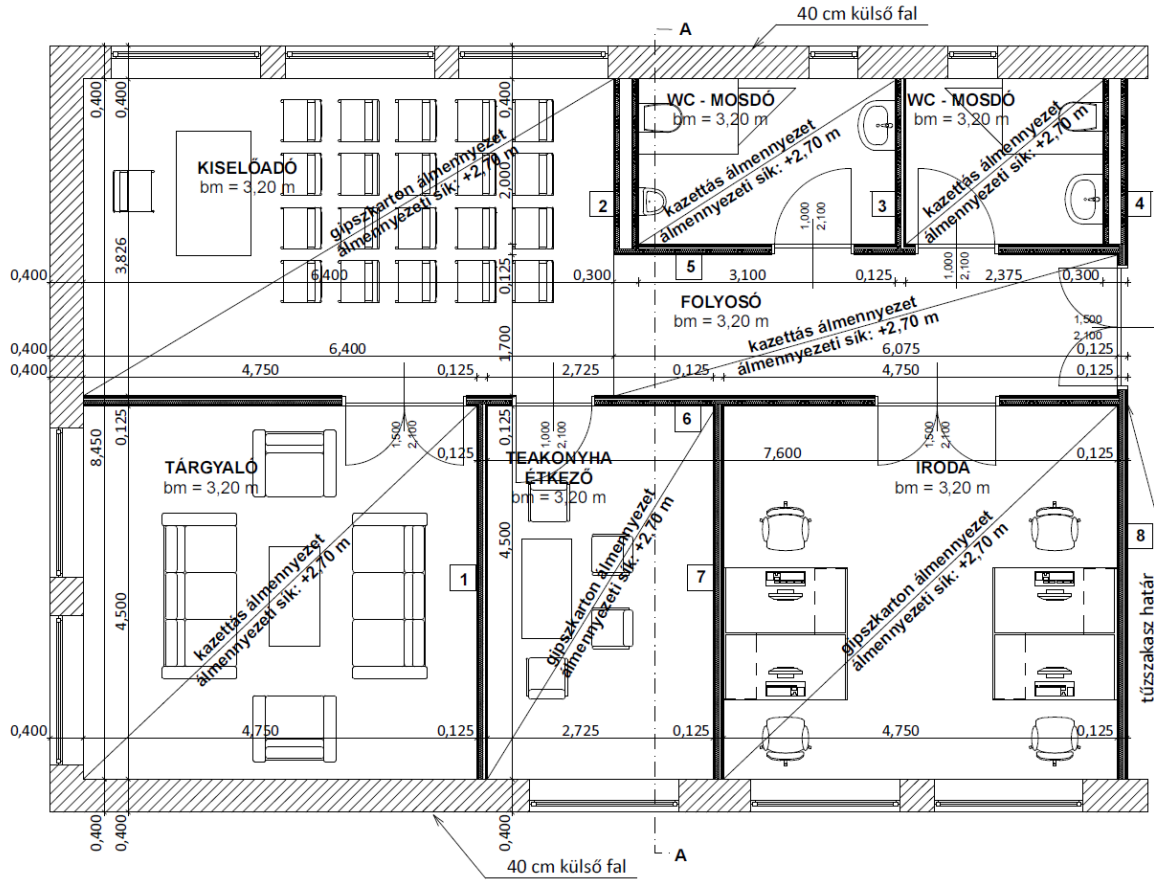 40 cm külső fal
A
0,400
0,400
0,400
WC - MOSDÓ
bm = 3,20 m
WC - MOSDÓ
bm = 3,20 m
KISELŐADÓ
bm = 3,20 m
gipszkarton álmennyezet
álmennyezeti sík: +2,70 m
kazettás álmennyezet
álmennyezeti sík: +2,70 m
kazettás álmennyezet
álmennyezeti sík: +2,70 m
2,000
2
3
4
1,000
2,100
1,000
2,100
3,826
5
0,400
6,400
0,125
0,300
3,100
0,125
2,375
0,300
FOLYOSÓ
bm = 3,20 m
kazettás álmennyezet
álmennyezeti sík: +2,70 m
1,500
2,100
1,700
0,400
6,400
6,075
0,125
0,400
4,750
0,125
2,725
0,125
4,750
0,125
6
8,450
0,125
1,500
2,100
0,125
1,000
2,100
1,500
2,100
0,125
7,600
0,125
TÁRGYALÓ
bm = 3,20 m
TEAKONYHA
ÉTKEZŐ
bm = 3,20 m
IRODA
bm = 3,20 m
kazettás álmennyezet
álmennyezeti sík: +2,70 m
gipszkarton álmennyezet
álmennyezeti sík: +2,70 m
gipszkarton álmennyezet
álmennyezeti sík: +2,70 m
4,500
4,500
1
7
8
tűzszakasz határ
0,400
4,750
0,125
2,725
0,125
4,750
0,125
0,400
0,400
0,400
A
40 cm külső fal